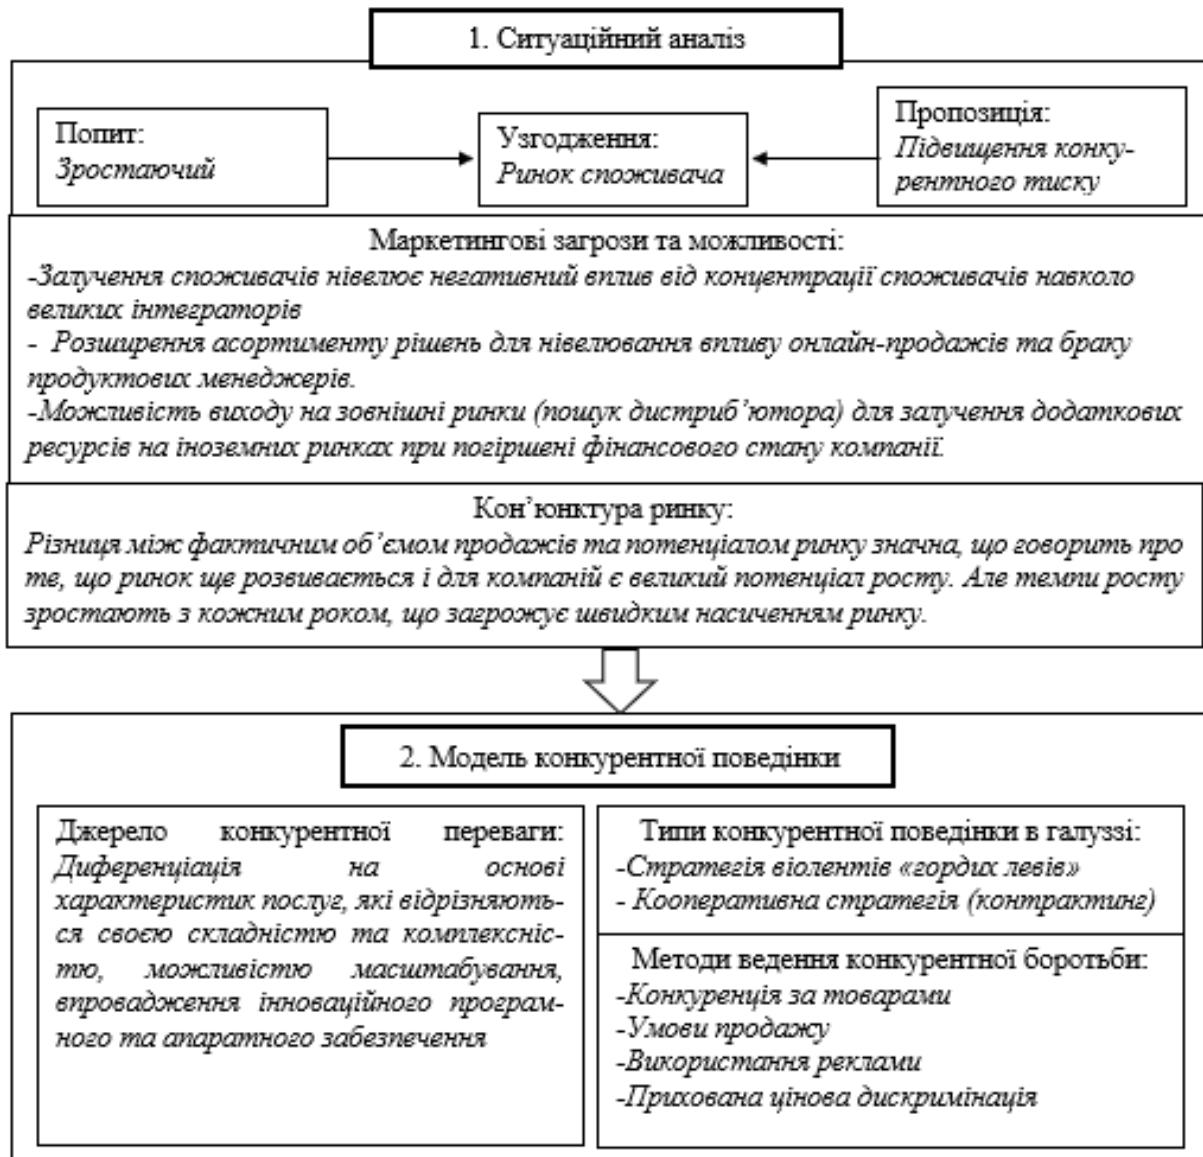 1. Ситуаційний аналіз
Попит:
Зростаючий
Узгодження:
Ринок споживача
Пропозиція:
Підвищення конку-
рентного тиску
Маркетингові загрози та можливості:
-Залучення споживачів нівелює негативний вплив від концентрації споживачів навколо
великих інтеграторів
- Розширення асортименту рішень для нівелювання впливу онлайн-продажів та браку
продуктових менеджерів.
-Можливість виходу на зовнішні ринки (пошук дистриб’ютора) для залучення додаткових
ресурсів на іноземних ринках при погіршені фінансового стану компанії.
Кон’юнктура ринку:
Різниця між фактичним об’ємом продажів та потенціалом ринку значна, що говорить про
те, що ринок ще розвивається і для компаній є великий потенціал росту. Але темпи росту
зростають з кожним роком, що загрожує швидким насиченням ринку.
2. Модель конкурентної поведінки
Джерело конкурентної переваги:
Диференціація на основі
характеристик послуг, які відрізняють-
ся своєю складністю та комплексніс-
тю, можливістю масштабування,
впровадження інноваційного програм-
ного та апаратного забезпечення
Типи конкурентної поведінки в галуззі:
-Стратегія віолентів «гордих левів»
- Кооперативна стратегія (контрактинг)
Методи ведення конкурентної боротьби:
-Конкуренція за товарами
-Умови продажу
-Використання реклами
-Прихована цінова дискримінація